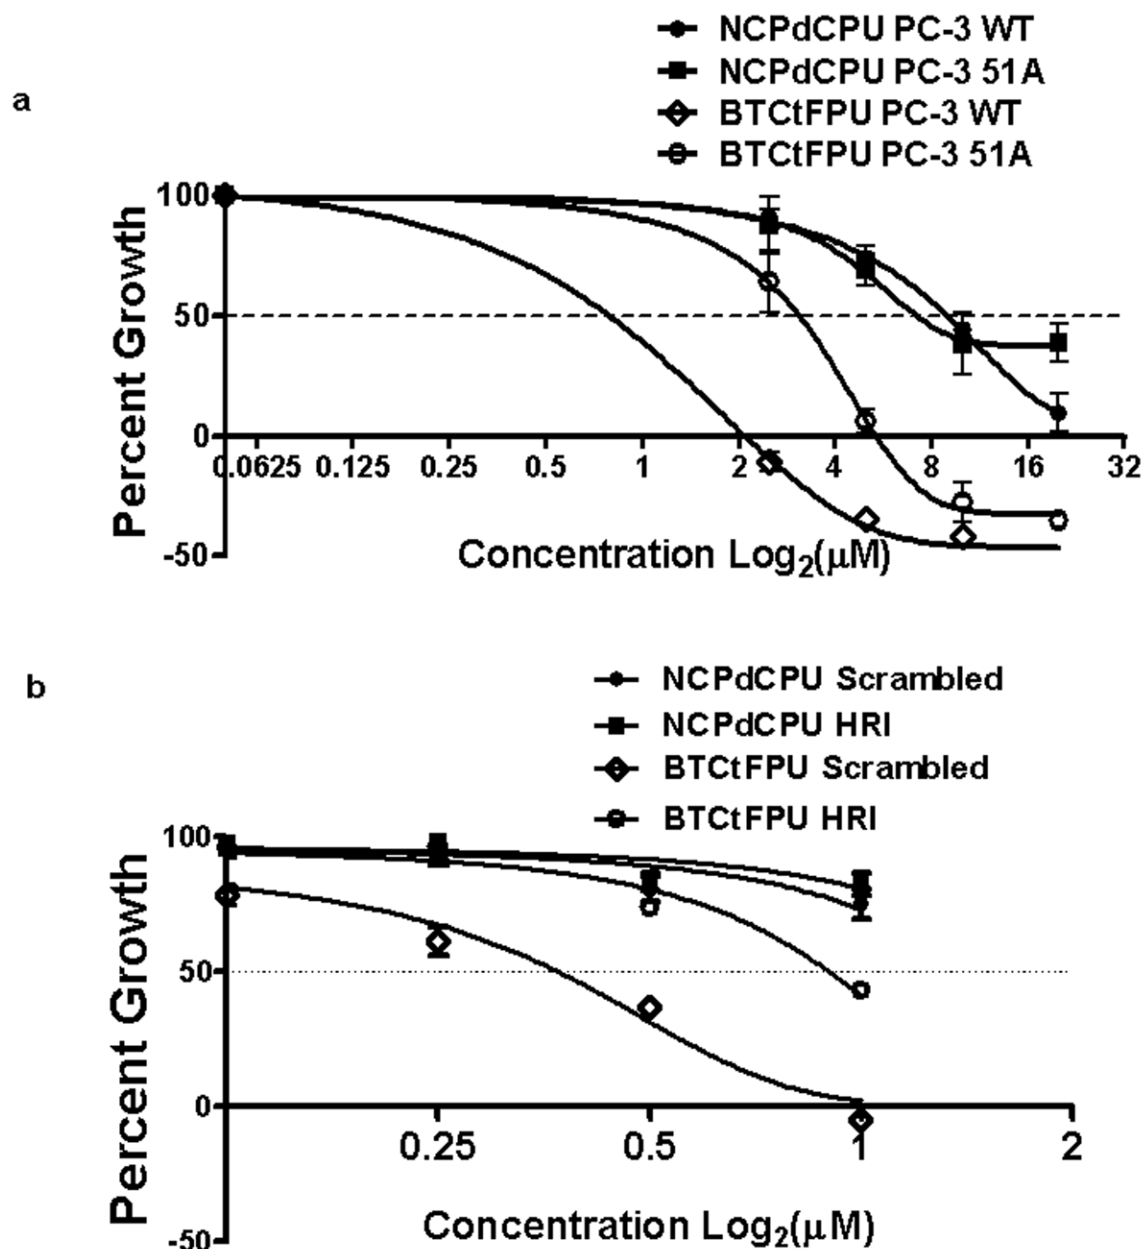 NCPdCPU PC-3 WT
NCPdCPU PC-3 51A
BTCtFPU PC-3 WT
BTCtFPU PC-3 51A
a
100
50
0
-50
Percent Growth
0.0625 0.125 0.25 0.5 1 2 4 8 16 32
Concentration Log₂(μM)
b
NCPdCPU Scrambled
NCPdCPU HRI
BTCtFPU Scrambled
BTCtFPU HRI
100
50
0
-50
Percent Growth
0.25 0.5 1 2
Concentration Log₂(μM)